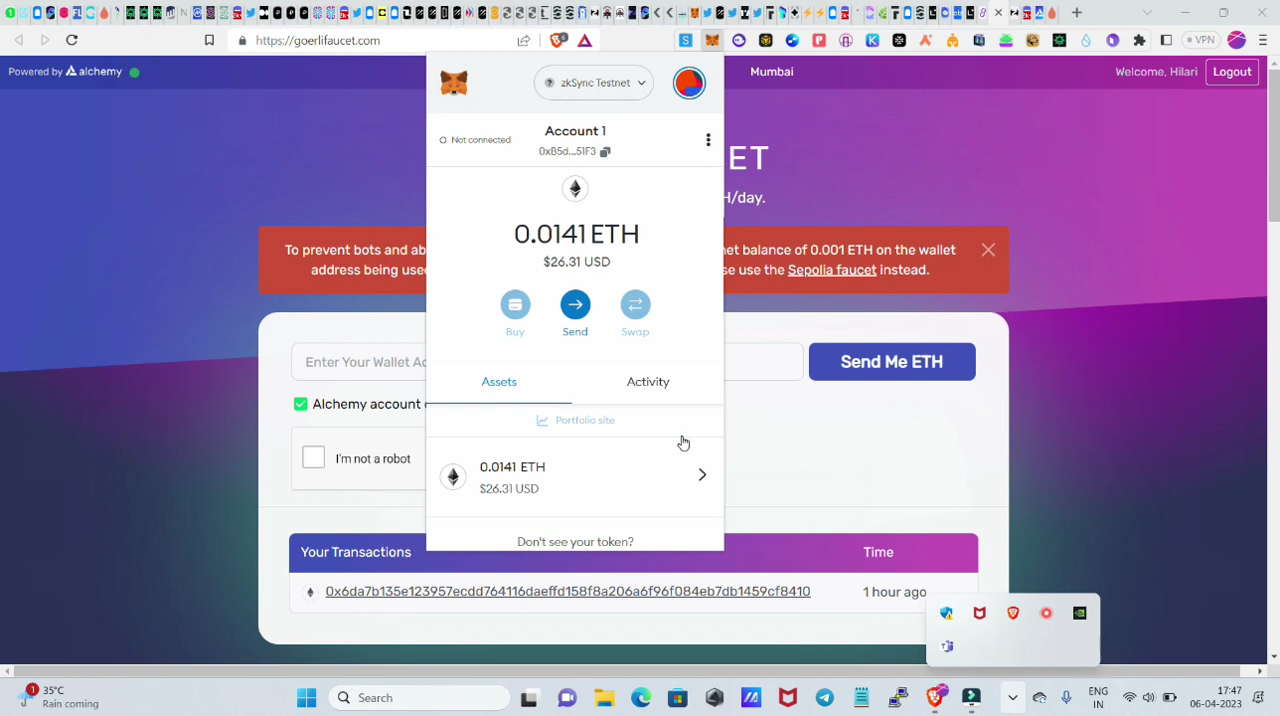 https://goerlifaucet.com
VPN
Powered by alchemy
Mumbai
Welcome, Hilari
Logout
zkSync Testnet
Not connected
Account 1
0xB5d...51F3
ET
H/day.
0.0141 ETH
$26.31 USD
To prevent bots and ab
net balance of 0.001 ETH on the wallet
address being used
se use the Sepolia faucet instead.
Buy
Send
Swap
Enter Your Wallet Ad
Send Me ETH
Assets
Activity
Alchemy account
Portfolio site
I'm not a robot
0.0141 ETH
$26.31 USD
Don't see your token?
Your Transactions
Time
0x6da7b135e123957ecdd764116daeffd158f8a206a6f96f084eb7db1459cf8410
1 hour ago
1
35°C
Rain coming
Search
ENG
IN
17:47
06-04-2023